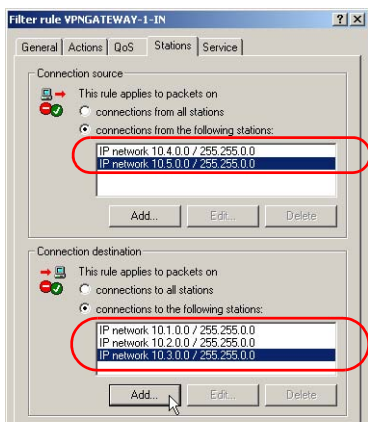 Filter rule VPNGATEWAY-1-IN
General Actions QoS Stations Service
Connection source
This rule applies to packets on
connections from all stations
connections from the following stations:
IP network 10.4.0.0 / 255.255.0.0
IP network 10.5.0.0 / 255.255.0.0
Add... Edit... Delete
Connection destination
This rule applies to packets on
connections to all stations
connections to the following stations:
IP network 10.1.0.0 / 255.255.0.0
IP network 10.2.0.0 / 255.255.0.0
IP network 10.3.0.0 / 255.255.0.0
Add... Edit... Delete